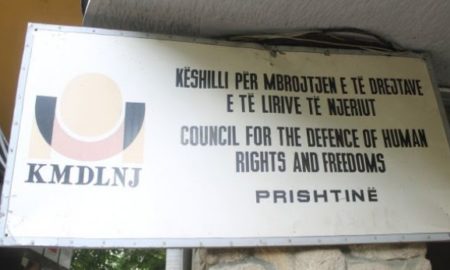 KËSHILLI PËR MBROJTJEN E TË DREJTAVE
E TË LIRIVE TË NJERIUT
COUNCIL FOR THE DEFENCE OF HUMAN
RIGHTS AND FREEDOMS
PRISHTINË
KMDLNJ